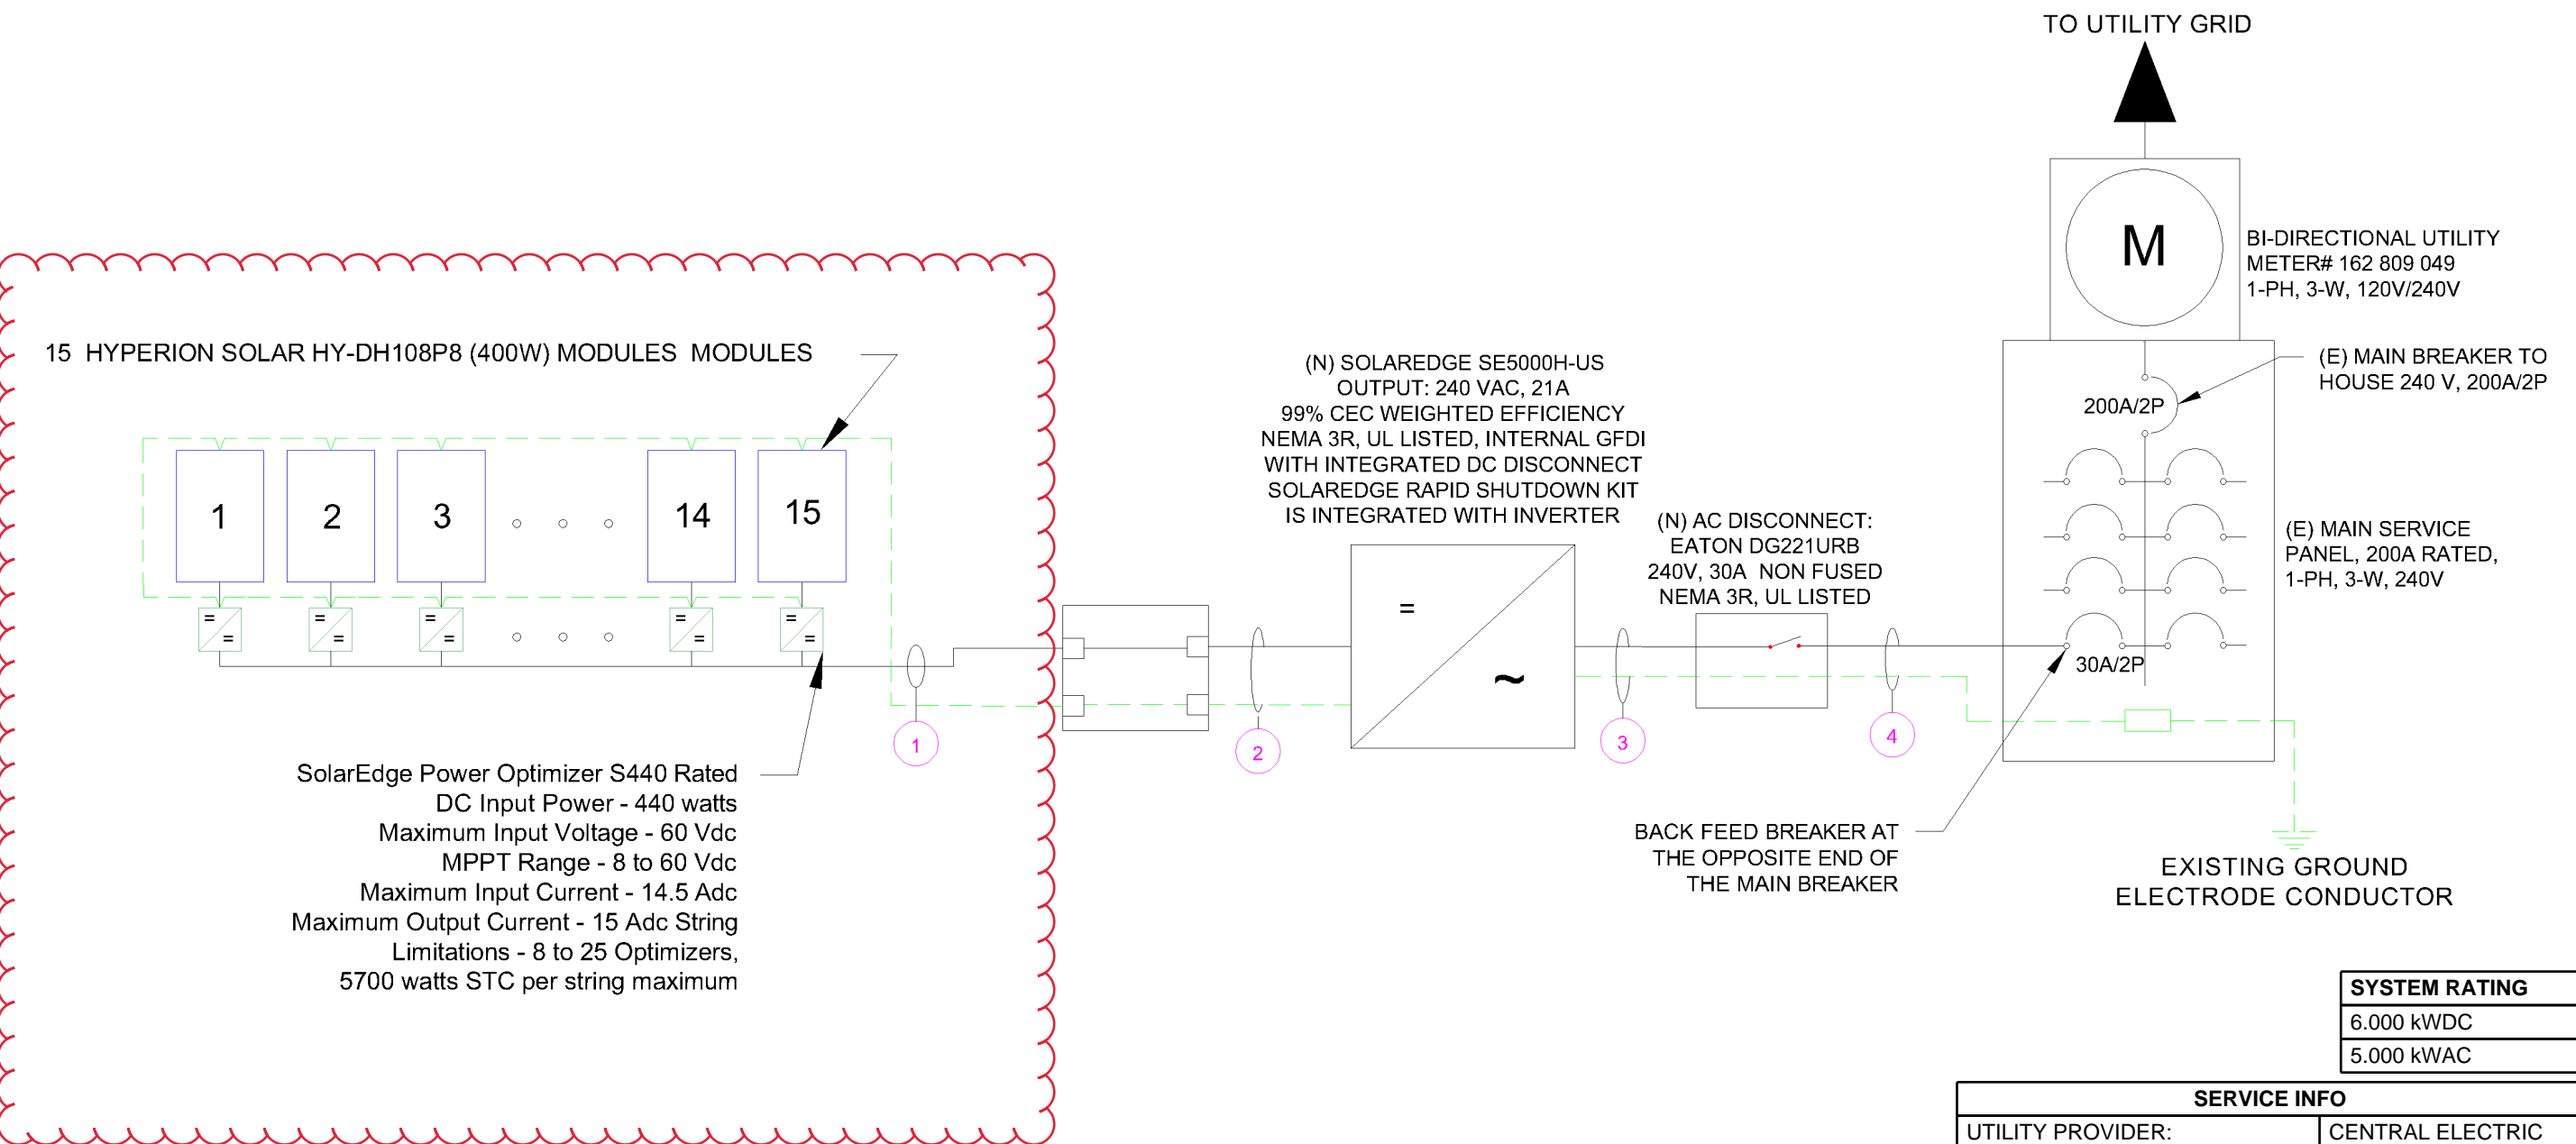 TO UTILITY GRID
M
BI-DIRECTIONAL UTILITY
METER# 162 809 049
1-PH, 3-W, 120V/240V
15 HYPERION SOLAR HY-DH108P8 (400W) MODULES MODULES
1
2
3
14
15
=
=
=
=
=
=
=
=
=
=
1
SolarEdge Power Optimizer S440 Rated
DC Input Power - 440 watts
Maximum Input Voltage - 60 Vdc
MPPT Range - 8 to 60 Vdc
Maximum Input Current - 14.5 Adc
Maximum Output Current - 15 Adc String
Limitations - 8 to 25 Optimizers,
5700 watts STC per string maximum
2
(N) SOLAREDGE SE5000H-US
OUTPUT: 240 VAC, 21A
99% CEC WEIGHTED EFFICIENCY
NEMA 3R, UL LISTED, INTERNAL GFDI
WITH INTEGRATED DC DISCONNECT
SOLAREDGE RAPID SHUTDOWN KIT
IS INTEGRATED WITH INVERTER
=
~
3
(N) AC DISCONNECT:
EATON DG221URB
240V, 30A NON FUSED
NEMA 3R, UL LISTED
4
(E) MAIN BREAKER TO
HOUSE 240 V, 200A/2P
200A/2P
(E) MAIN SERVICE
PANEL, 200A RATED,
1-PH, 3-W, 240V
30A/2P
BACK FEED BREAKER AT
THE OPPOSITE END OF
THE MAIN BREAKER
EXISTING GROUND
ELECTRODE CONDUCTOR
SYSTEM RATING
6.000 kWDC
5.000 kWAC
SERVICE INFO
UTILITY PROVIDER: CENTRAL ELECTRIC